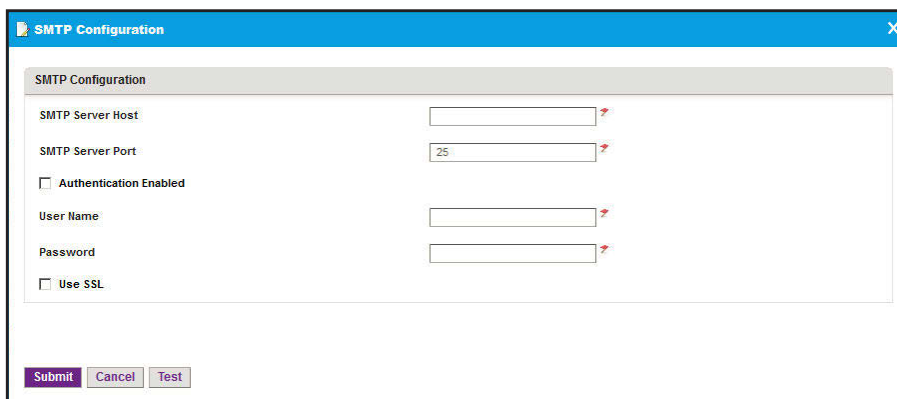 SMTP Configuration X
SMTP Configuration
SMTP Server Host
SMTP Server Port 25
Authentication Enabled
User Name
Password
Use SSL
Submit Cancel Test